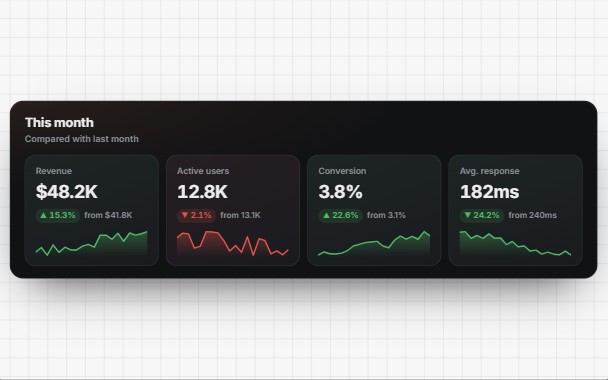 This month
Compared with last month
Revenue
$48.2K
▲ 15.3% from $41.8K
Active users
12.8K
▼ 2.1% from 13.1K
Conversion
3.8%
▲ 22.6% from 3.1%
Avg. response
182ms
▼ 24.2% from 240ms